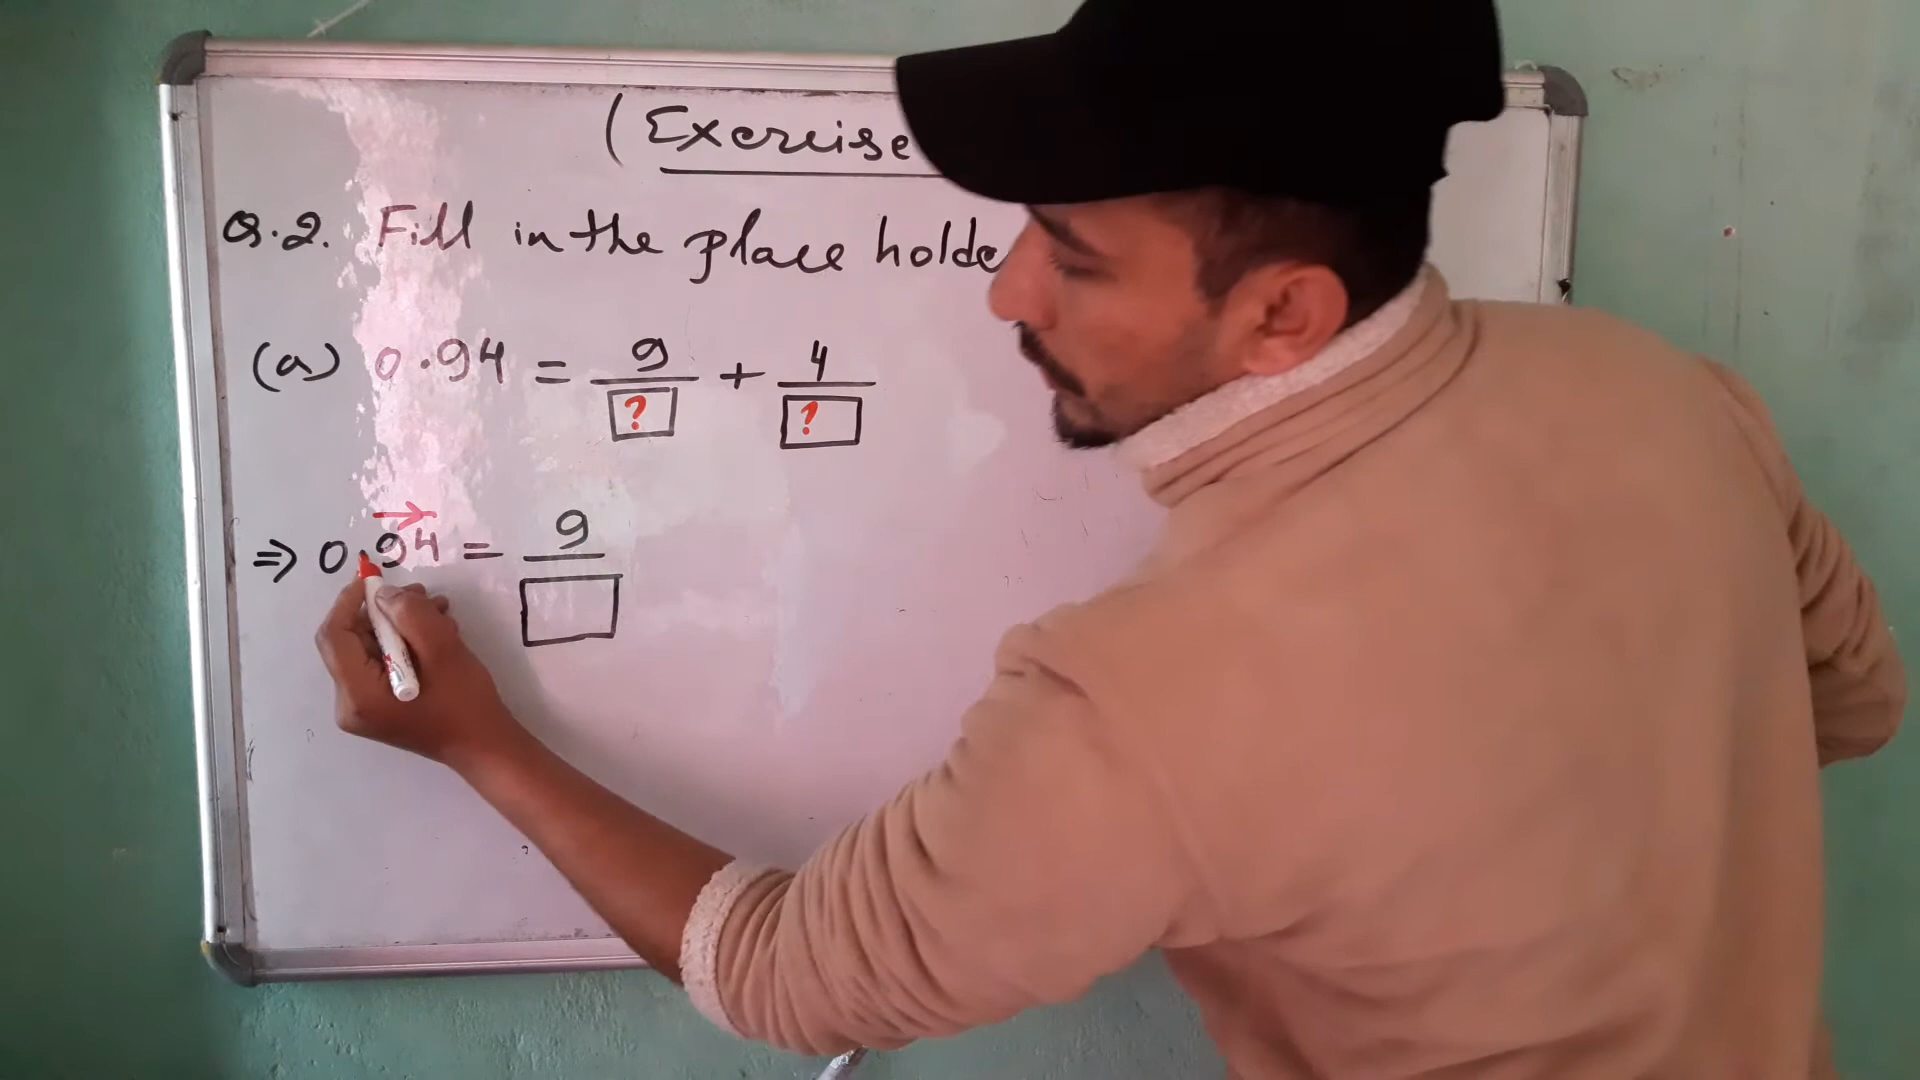 (Exercise
Q.2. Fill in the place holde
(a) 0.94 = 9/? + 4/?
⇒ 0.94 = 9/